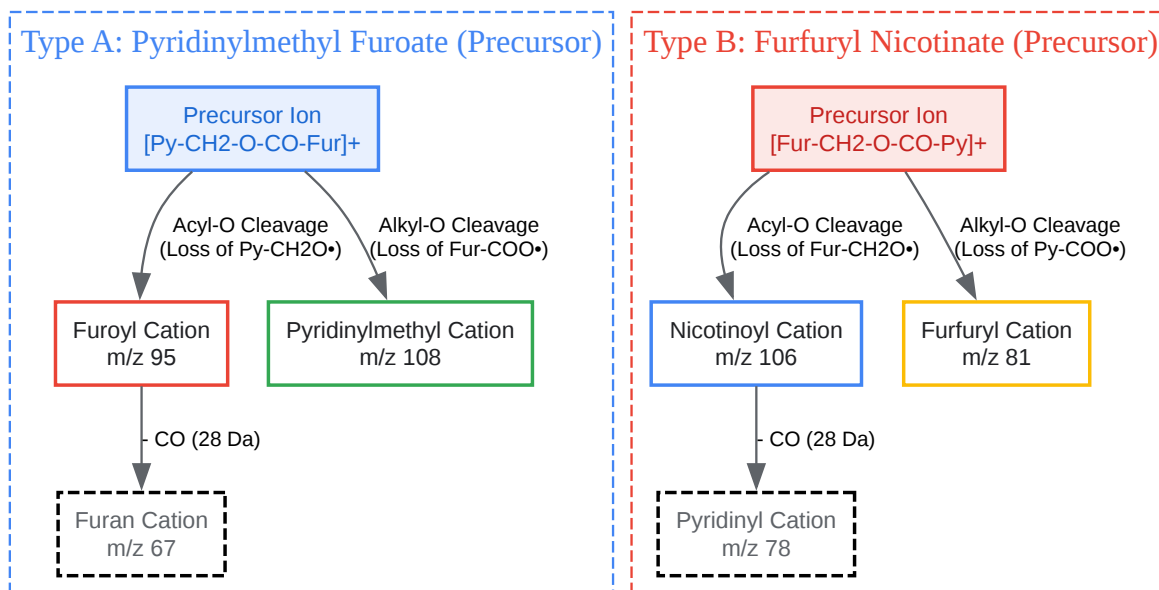 Type A: Pyridinylmethyl Furoate (Precursor)
Precursor Ion
[Py-CH2-O-CO-Fur]+
Acyl-O Cleavage
(Loss of Py-CH2O•)
Alkyl-O Cleavage
(Loss of Fur-COO•)
Furoyl Cation
m/z 95
Pyridinylmethyl Cation
m/z 108
- CO (28 Da)
Furan Cation
m/z 67
Type B: Furfuryl Nicotinate (Precursor)
Precursor Ion
[Fur-CH2-O-CO-Py]+
Acyl-O Cleavage
(Loss of Fur-CH2O•)
Alkyl-O Cleavage
(Loss of Py-COO•)
Nicotinoyl Cation
m/z 106
Furfuryl Cation
m/z 81
- CO (28 Da)
Pyridinyl Cation
m/z 78